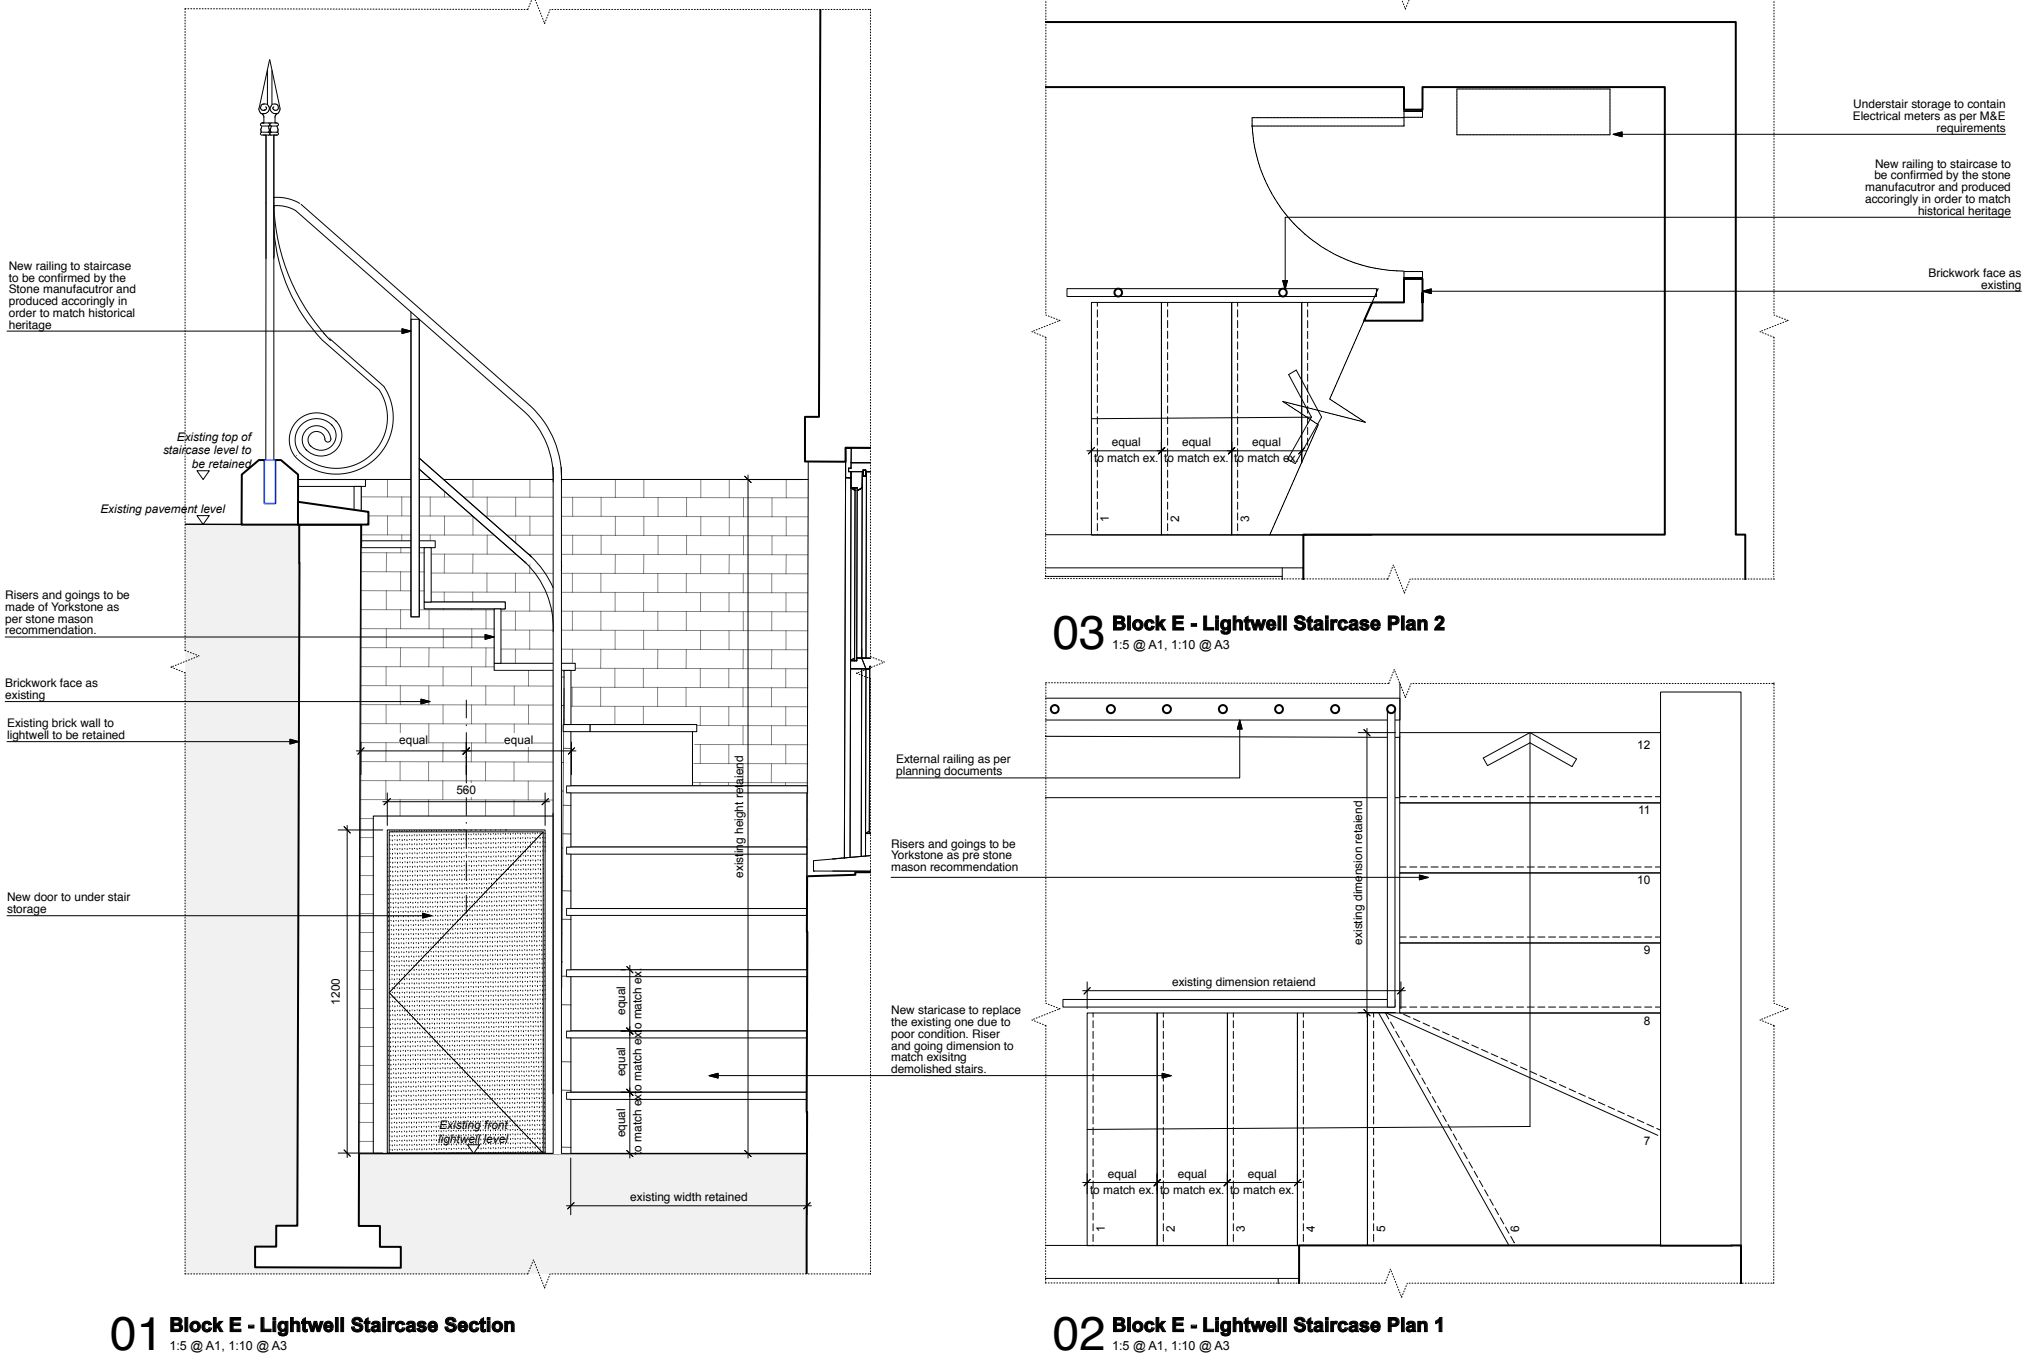 New railing to staircase
to be confirmed by the
Stone manufacutror and
produced accoringly in
order to match historical
heritage
Existing top of
staircase level to
be retained
Existing pavement level
Risers and goings to be
made of Yorkstone as
per stone mason
recommendation.
Brickwork face as
existing
Existing brick wall to
lightwell to be retained
equal
equal
560
1200
New door to under stair
storage
Existing front
lightwell level
existing height retaiend
equal
to match ex
equal
to match ex
equal
to match ex
existing width retained
01 Block E - Lightwell Staircase Section
1:5 @ A1, 1:10 @ A3
Understair storage to contain
Electrical meters as per M&E
requirements
New railing to staircase to
be confirmed by the stone
manufacutror and produced
accoringly in order to match
historical heritage
Brickwork face as
existing
equal
equal
equal
to match ex.
to match ex.
to match ex.
1
2
3
03 Block E - Lightwell Staircase Plan 2
1:5 @ A1, 1:10 @ A3
External railing as per
planning documents
Risers and goings to be
Yorkstone as pre stone
mason recommendation
New staricase to replace
the existing one due to
poor condition. Riser
and going dimension to
match exisitng
demolished stairs.
existing dimension retaiend
existing dimension retaiend
12
11
10
9
8
7
equal
equal
equal
to match ex.
to match ex.
to match ex.
1
2
3
4
5
6
02 Block E - Lightwell Staircase Plan 1
1:5 @ A1, 1:10 @ A3